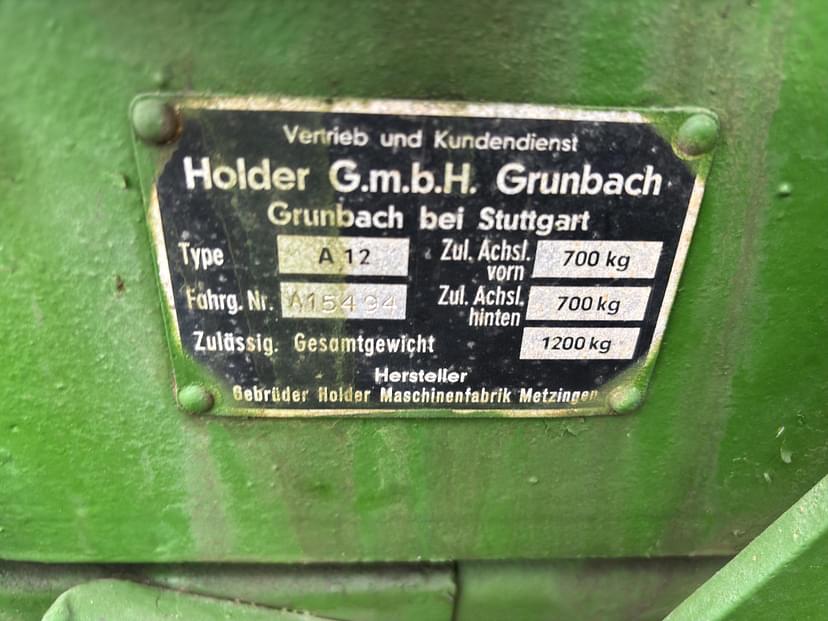 Vertrieb und Kundendienst
Holder G.m.b.H. Grunbach
Grunbach bei Stuttgart
Type A 12
Zul. Achsl. vorn 700 kg
Fahrg. Nr. A15494
Zul. Achsl. hinten 700 kg
Zulässig. Gesamtgewicht 1200 kg
Hersteller
Gebrüder Holder Maschinenfabrik Metzingen